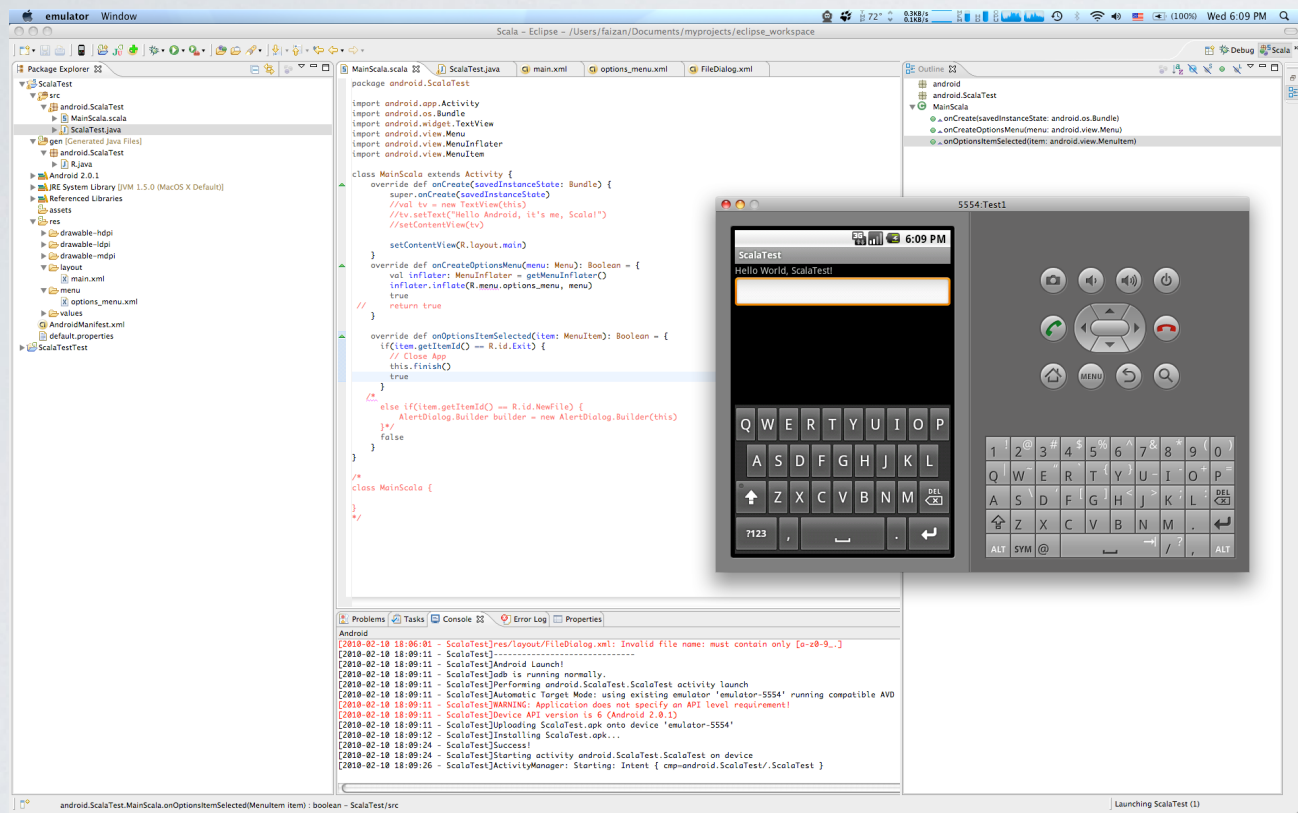 emulator Window
72° 0.3KB/s 0.1KB/s (100%) Wed 6:09 PM
Scala - Eclipse - /Users/faizan/Documents/myprojects/eclipse_workspace
Debug Scala
Package Explorer
ScalaTest
src
android.ScalaTest
MainScala.scala
ScalaTest.java
gen [Generated Java Files]
android.ScalaTest
R.java
Android 2.0.1
JRE System Library [JVM 1.5.0 (MacOS X Default)]
Referenced Libraries
assets
res
drawable-hdpi
drawable-ldpi
drawable-mdpi
layout
main.xml
menu
options_menu.xml
values
AndroidManifest.xml
default.properties
ScalaTestTest
MainScala.scala ScalaTest.java main.xml options_menu.xml FileDialog.xml
package android.ScalaTest
import android.app.Activity
import android.os.Bundle
import android.widget.TextView
import android.view.Menu
import android.view.MenuInflater
import android.view.MenuItem
class MainScala extends Activity {
override def onCreate(savedInstanceState: Bundle) {
super.onCreate(savedInstanceState)
//val tv = new TextView(this)
//tv.setText("Hello Android, it's me, Scala!")
//setContentView(tv)
setContentView(R.layout.main)
}
override def onCreateOptionsMenu(menu: Menu): Boolean = {
val inflater: MenuInflater = getMenuInflater()
inflater.inflate(R.menu.options_menu, menu)
true
// return true
}
override def onOptionsItemSelected(item: MenuItem): Boolean = {
if(item.getItemId() == R.id.Exit) {
// Close App
this.finish()
true
}
/*
else if(item.getItemId() == R.id.NewFile) {
AlertDialog.Builder builder = new AlertDialog.Builder(this)
}*/
false
}
}
/*
class MainScala {
}
*/
Outline
android
android.ScalaTest
MainScala
onCreate(savedInstanceState: android.os.Bundle)
onCreateOptionsMenu(menu: android.view.Menu)
onOptionsItemSelected(item: android.view.MenuItem)
5554:Test1
3G 6:09 PM
ScalaTest
Hello World, ScalaTest!
Q W E R T Y U I O P
A S D F G H J K L
Z X C V B N M DEL
?123 , .
MENU
1 ! 2 @ 3 # 4 $ 5 % 6 ^ 7 & 8 * 9 ( 0 )
Q | W ~ E " R ` T { Y } U _ I - O + P =
A S \ D ' F [ G ] H < J > K ; L : DEL
Z X C V B N M .
ALT SYM @ / ? , ALT
Problems Tasks Console Error Log Properties
Android
[2010-02-10 18:06:01 - ScalaTest]res/layout/FileDialog.xml: Invalid file name: must contain only [a-z0-9_.]
[2010-02-10 18:09:11 - ScalaTest]------------------------------
[2010-02-10 18:09:11 - ScalaTest]Android Launch!
[2010-02-10 18:09:11 - ScalaTest]adb is running normally.
[2010-02-10 18:09:11 - ScalaTest]Performing android.ScalaTest.ScalaTest activity launch
[2010-02-10 18:09:11 - ScalaTest]Automatic Target Mode: using existing emulator 'emulator-5554' running compatible AVD
[2010-02-10 18:09:11 - ScalaTest]WARNING: Application does not specify an API level requirement!
[2010-02-10 18:09:11 - ScalaTest]Device API version is 6 (Android 2.0.1)
[2010-02-10 18:09:11 - ScalaTest]Uploading ScalaTest.apk onto device 'emulator-5554'
[2010-02-10 18:09:12 - ScalaTest]Installing ScalaTest.apk...
[2010-02-10 18:09:24 - ScalaTest]Success!
[2010-02-10 18:09:24 - ScalaTest]Starting activity android.ScalaTest.ScalaTest on device
[2010-02-10 18:09:26 - ScalaTest]ActivityManager: Starting: Intent { cmp=android.ScalaTest/.ScalaTest }
android.ScalaTest.MainScala.onOptionsItemSelected(MenuItem item) : boolean - ScalaTest/src
Launching ScalaTest (1)